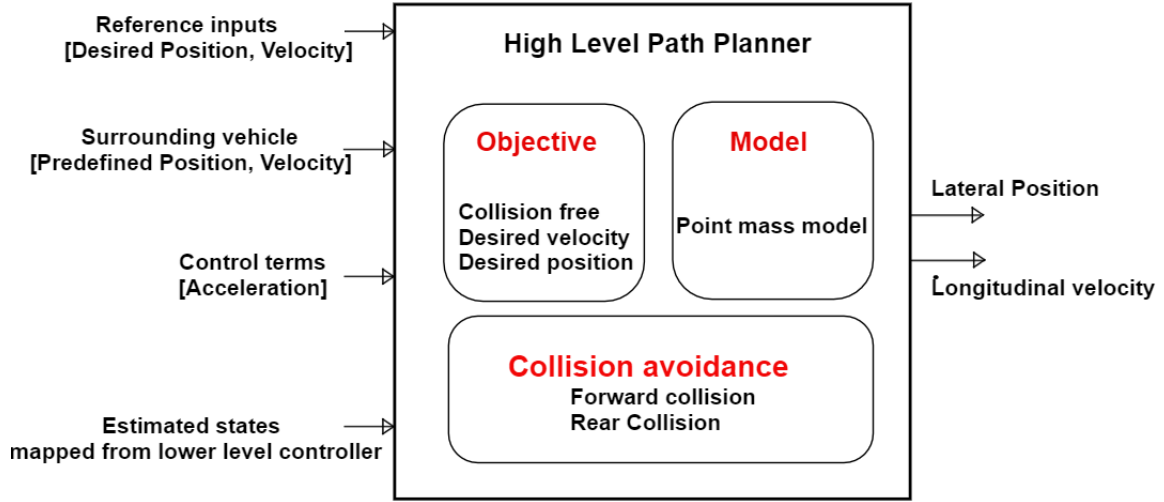 Reference inputs
[Desired Position, Velocity]
Surrounding vehicle
[Predefined Position, Velocity]
Control terms
[Acceleration]
Estimated states
mapped from lower level controller
High Level Path Planner
Objective
Collision free
Desired velocity
Desired position
Model
Point mass model
Collision avoidance
Forward collision
Rear Collision
Lateral Position
Longitudinal velocity